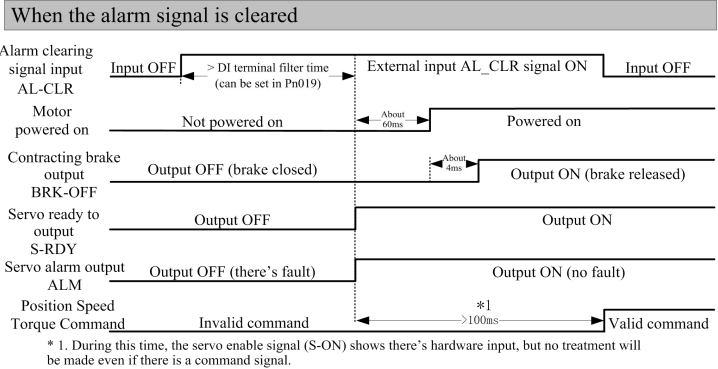 When the alarm signal is cleared
Alarm clearing
signal input
AL-CLR
Input OFF
> DI terminal filter time
(can be set in Pn019)
External input AL_CLR signal ON
Input OFF
Motor
powered on
Not powered on
About
60ms
Powered on
Contracting brake
output
BRK-OFF
Output OFF (brake closed)
About
4ms
Output ON (brake released)
Servo ready to
output
S-RDY
Output OFF
Output ON
Servo alarm output
ALM
Output OFF (there's fault)
Output ON (no fault)
Position Speed
Torque Command
Invalid command
*1
>100ms
Valid command
* 1. During this time, the servo enable signal (S-ON) shows there's hardware input, but no treatment will
be made even if there is a command signal.